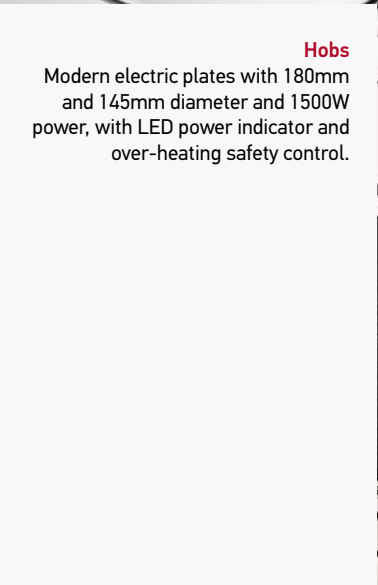 Hobs
Modern electric plates with 180mm
and 145mm diameter and 1500W
power, with LED power indicator and
over-heating safety control.